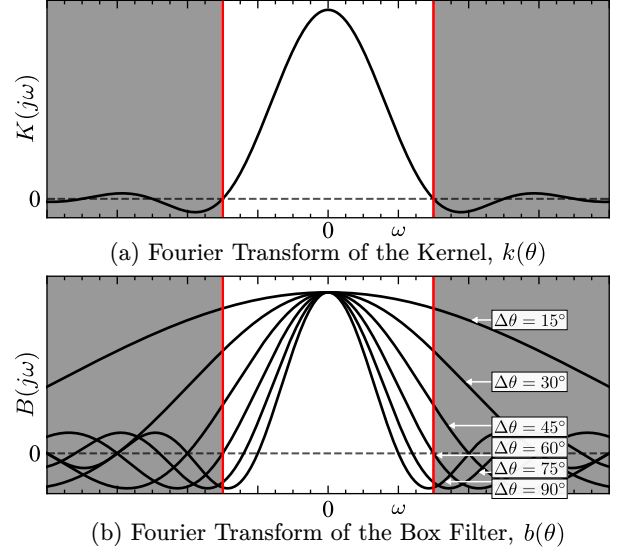 K(jω)
0
0
ω
(a) Fourier Transform of the Kernel, k(θ)
B(jω)
Δθ = 15°
Δθ = 30°
Δθ = 45°
0
Δθ = 60°
Δθ = 75°
Δθ = 90°
0
ω
(b) Fourier Transform of the Box Filter, b(θ)